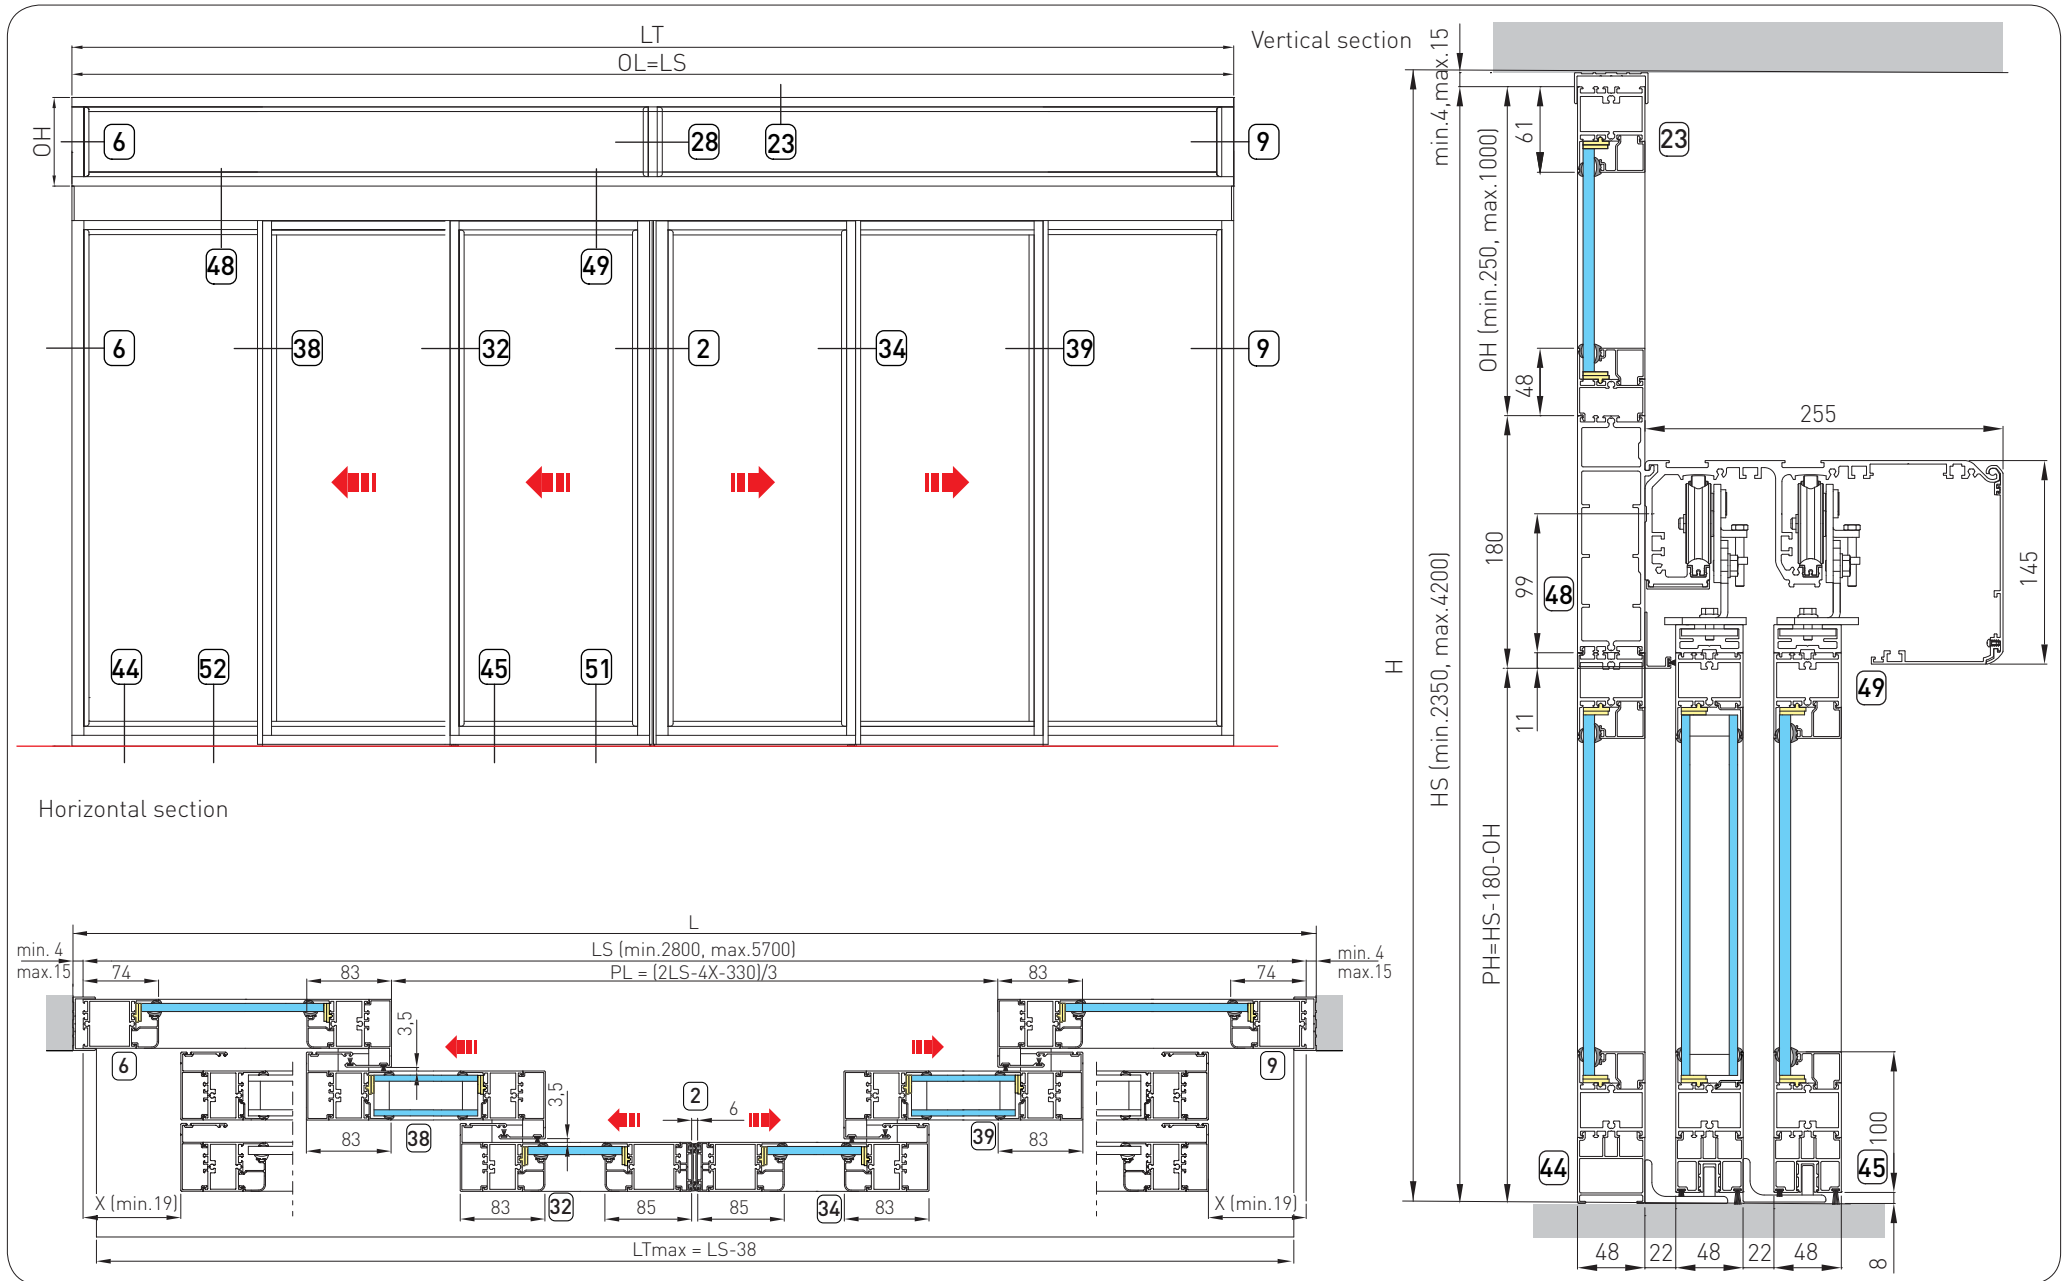 LT
OL=LS
OH
6
28
23
9
48
49
6
38
32
2
34
39
9
44
52
45
51
Horizontal section
L
LS (min.2800, max.5700)
PL = (2LS-4X-330)/3
min. 4
max.15
74
83
83
74
min. 4
max.15
3,5
6
9
3,5
2
6
83
38
39
83
X (min.19)
83
32
85
85
34
83
X (min.19)
LTmax = LS-38
Vertical section
min.4,max.15
61
23
OH (min.250, max.1000)
48
255
180
99
48
145
H
HS (min.2350, max.4200)
11
49
PH=HS-180-OH
100
44
45
48
22
48
22
48
8